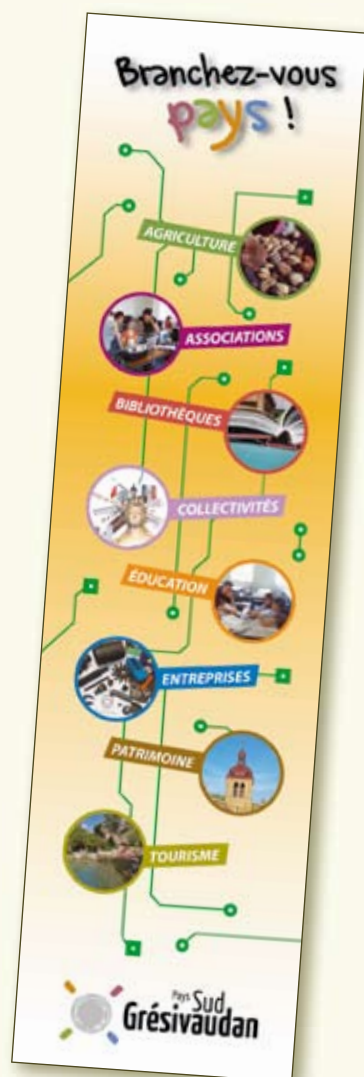 Branchez-vous
pays !
AGRICULTURE
ASSOCIATIONS
BIBLIOTHÈQUES
COLLECTIVITÉS
ÉDUCATION
ENTREPRISES
PATRIMOINE
TOURISME
Pays Sud
Grésivaudan